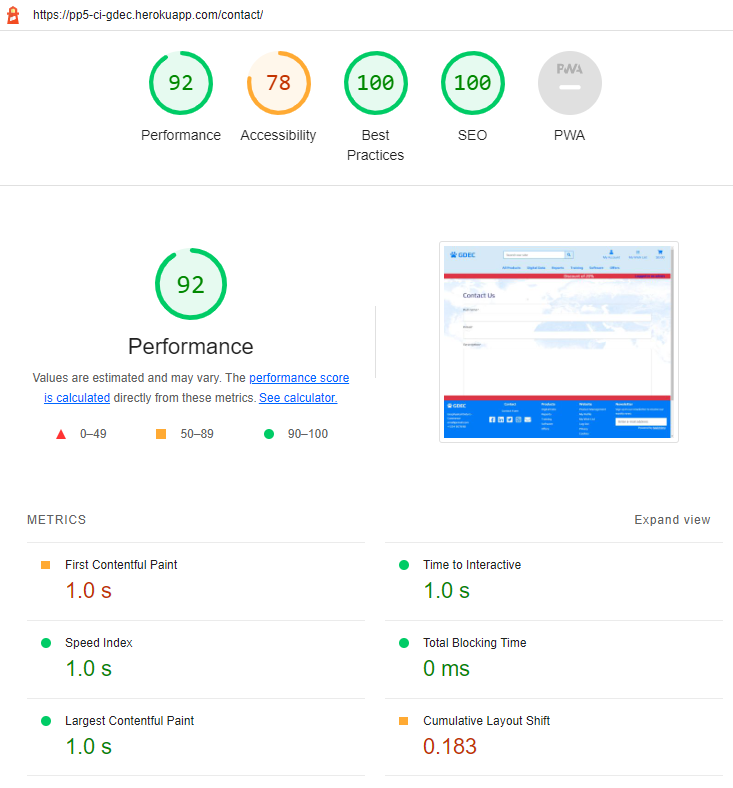 https://pp5-ci-gdec.herokuapp.com/contact/
92 78 100 100 PWA
Performance Accessibility Best Practices SEO PWA
92
GDEC
Contact Us
Performance
Values are estimated and may vary. The performance score
is calculated directly from these metrics. See calculator.
0–49 50–89 90–100
METRICS Expand view
First Contentful Paint Time to Interactive
1.0 s 1.0 s
Speed Index Total Blocking Time
1.0 s 0 ms
Largest Contentful Paint Cumulative Layout Shift
1.0 s 0.183